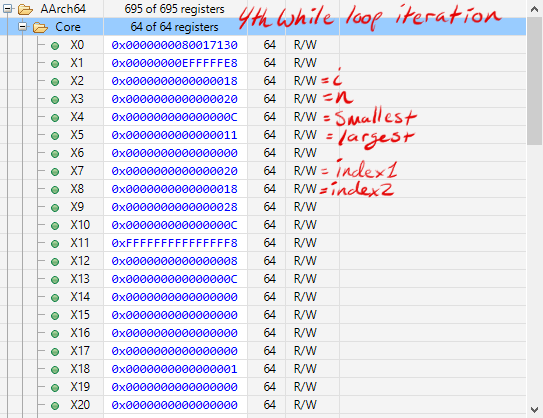 AArch64 695 of 695 registers 4th While loop iteration
Core 64 of 64 registers
X0 0x0000000080017130 64 R/W
X1 0x00000000EFFFFFE8 64 R/W
X2 0x0000000000000018 64 R/W = i
X3 0x0000000000000020 64 R/W = n
X4 0x000000000000000C 64 R/W = Smallest
X5 0x0000000000000011 64 R/W = largest
X6 0x0000000000000000 64 R/W
X7 0x0000000000000020 64 R/W = index1
X8 0x0000000000000018 64 R/W = index2
X9 0x0000000000000028 64 R/W
X10 0x000000000000000C 64 R/W
X11 0xFFFFFFFFFFFFFFF8 64 R/W
X12 0x0000000000000008 64 R/W
X13 0x000000000000000C 64 R/W
X14 0x0000000000000000 64 R/W
X15 0x0000000000000000 64 R/W
X16 0x0000000000000000 64 R/W
X17 0x0000000000000000 64 R/W
X18 0x0000000000000001 64 R/W
X19 0x0000000000000000 64 R/W
X20 0x0000000000000000 64 R/W